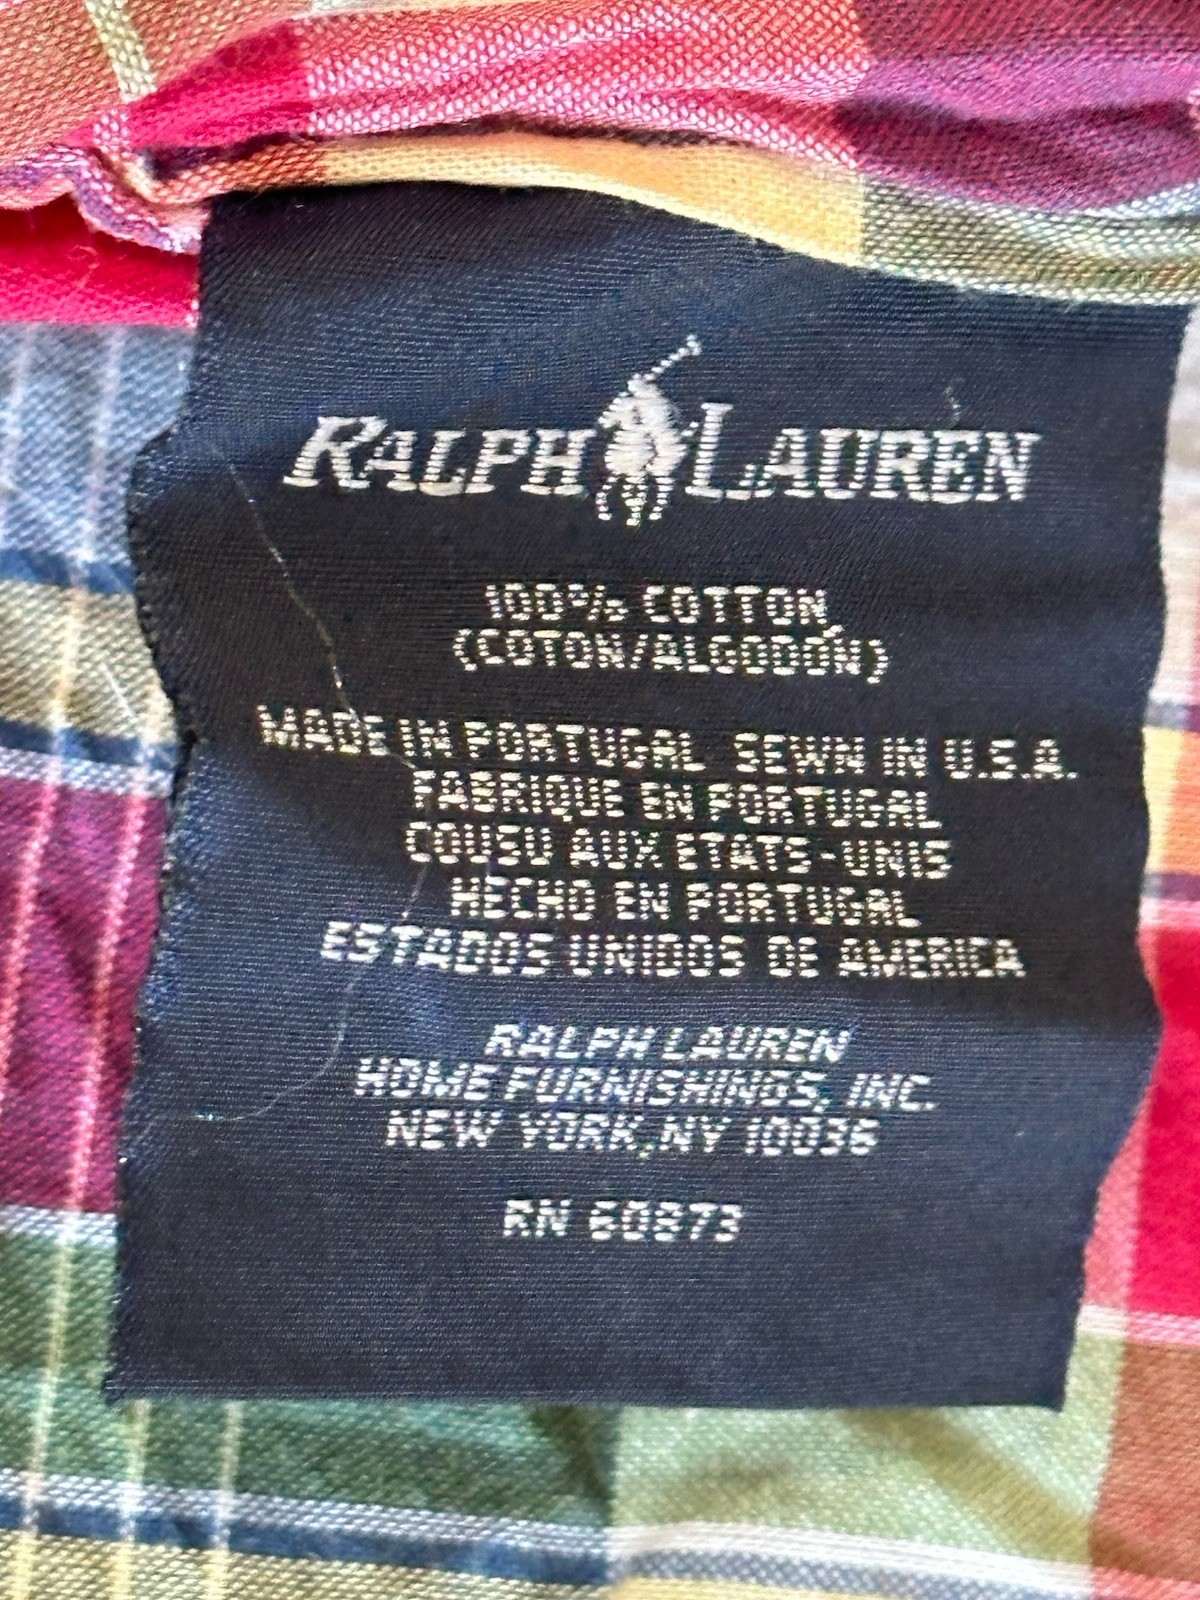 RALPH LAUREN
100% COTTON,
(COTON/ALGODÓN)
MADE IN PORTUGAL SEWN IN U.S.A.
FABRIQUE EN PORTUGAL
COUSU AUX ETATS-UNIS
HECHO EN PORTUGAL
ESTADOS UNIDOS DE AMERICA
RALPH LAUREN
HOME FURNISHINGS, INC.
NEW YORK, NY 10036
RN 60873